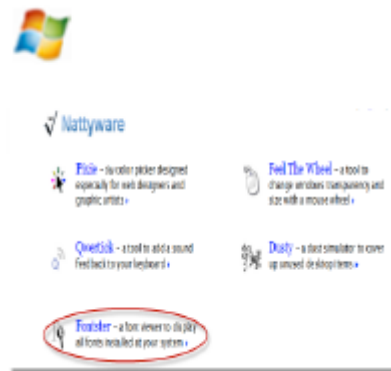 Nattyware
Pixie - a color picker designed
especially for web designers and
graphic artists
Feel The Wheel - a tool to
change windows transparency and
size with a mouse wheel
Qwertick - a tool to add a sound
feedback to your keyboard
Dusty - a dust simulator to cover
up unused desktop items
Fontster - a font viewer to display
all fonts installed at your system